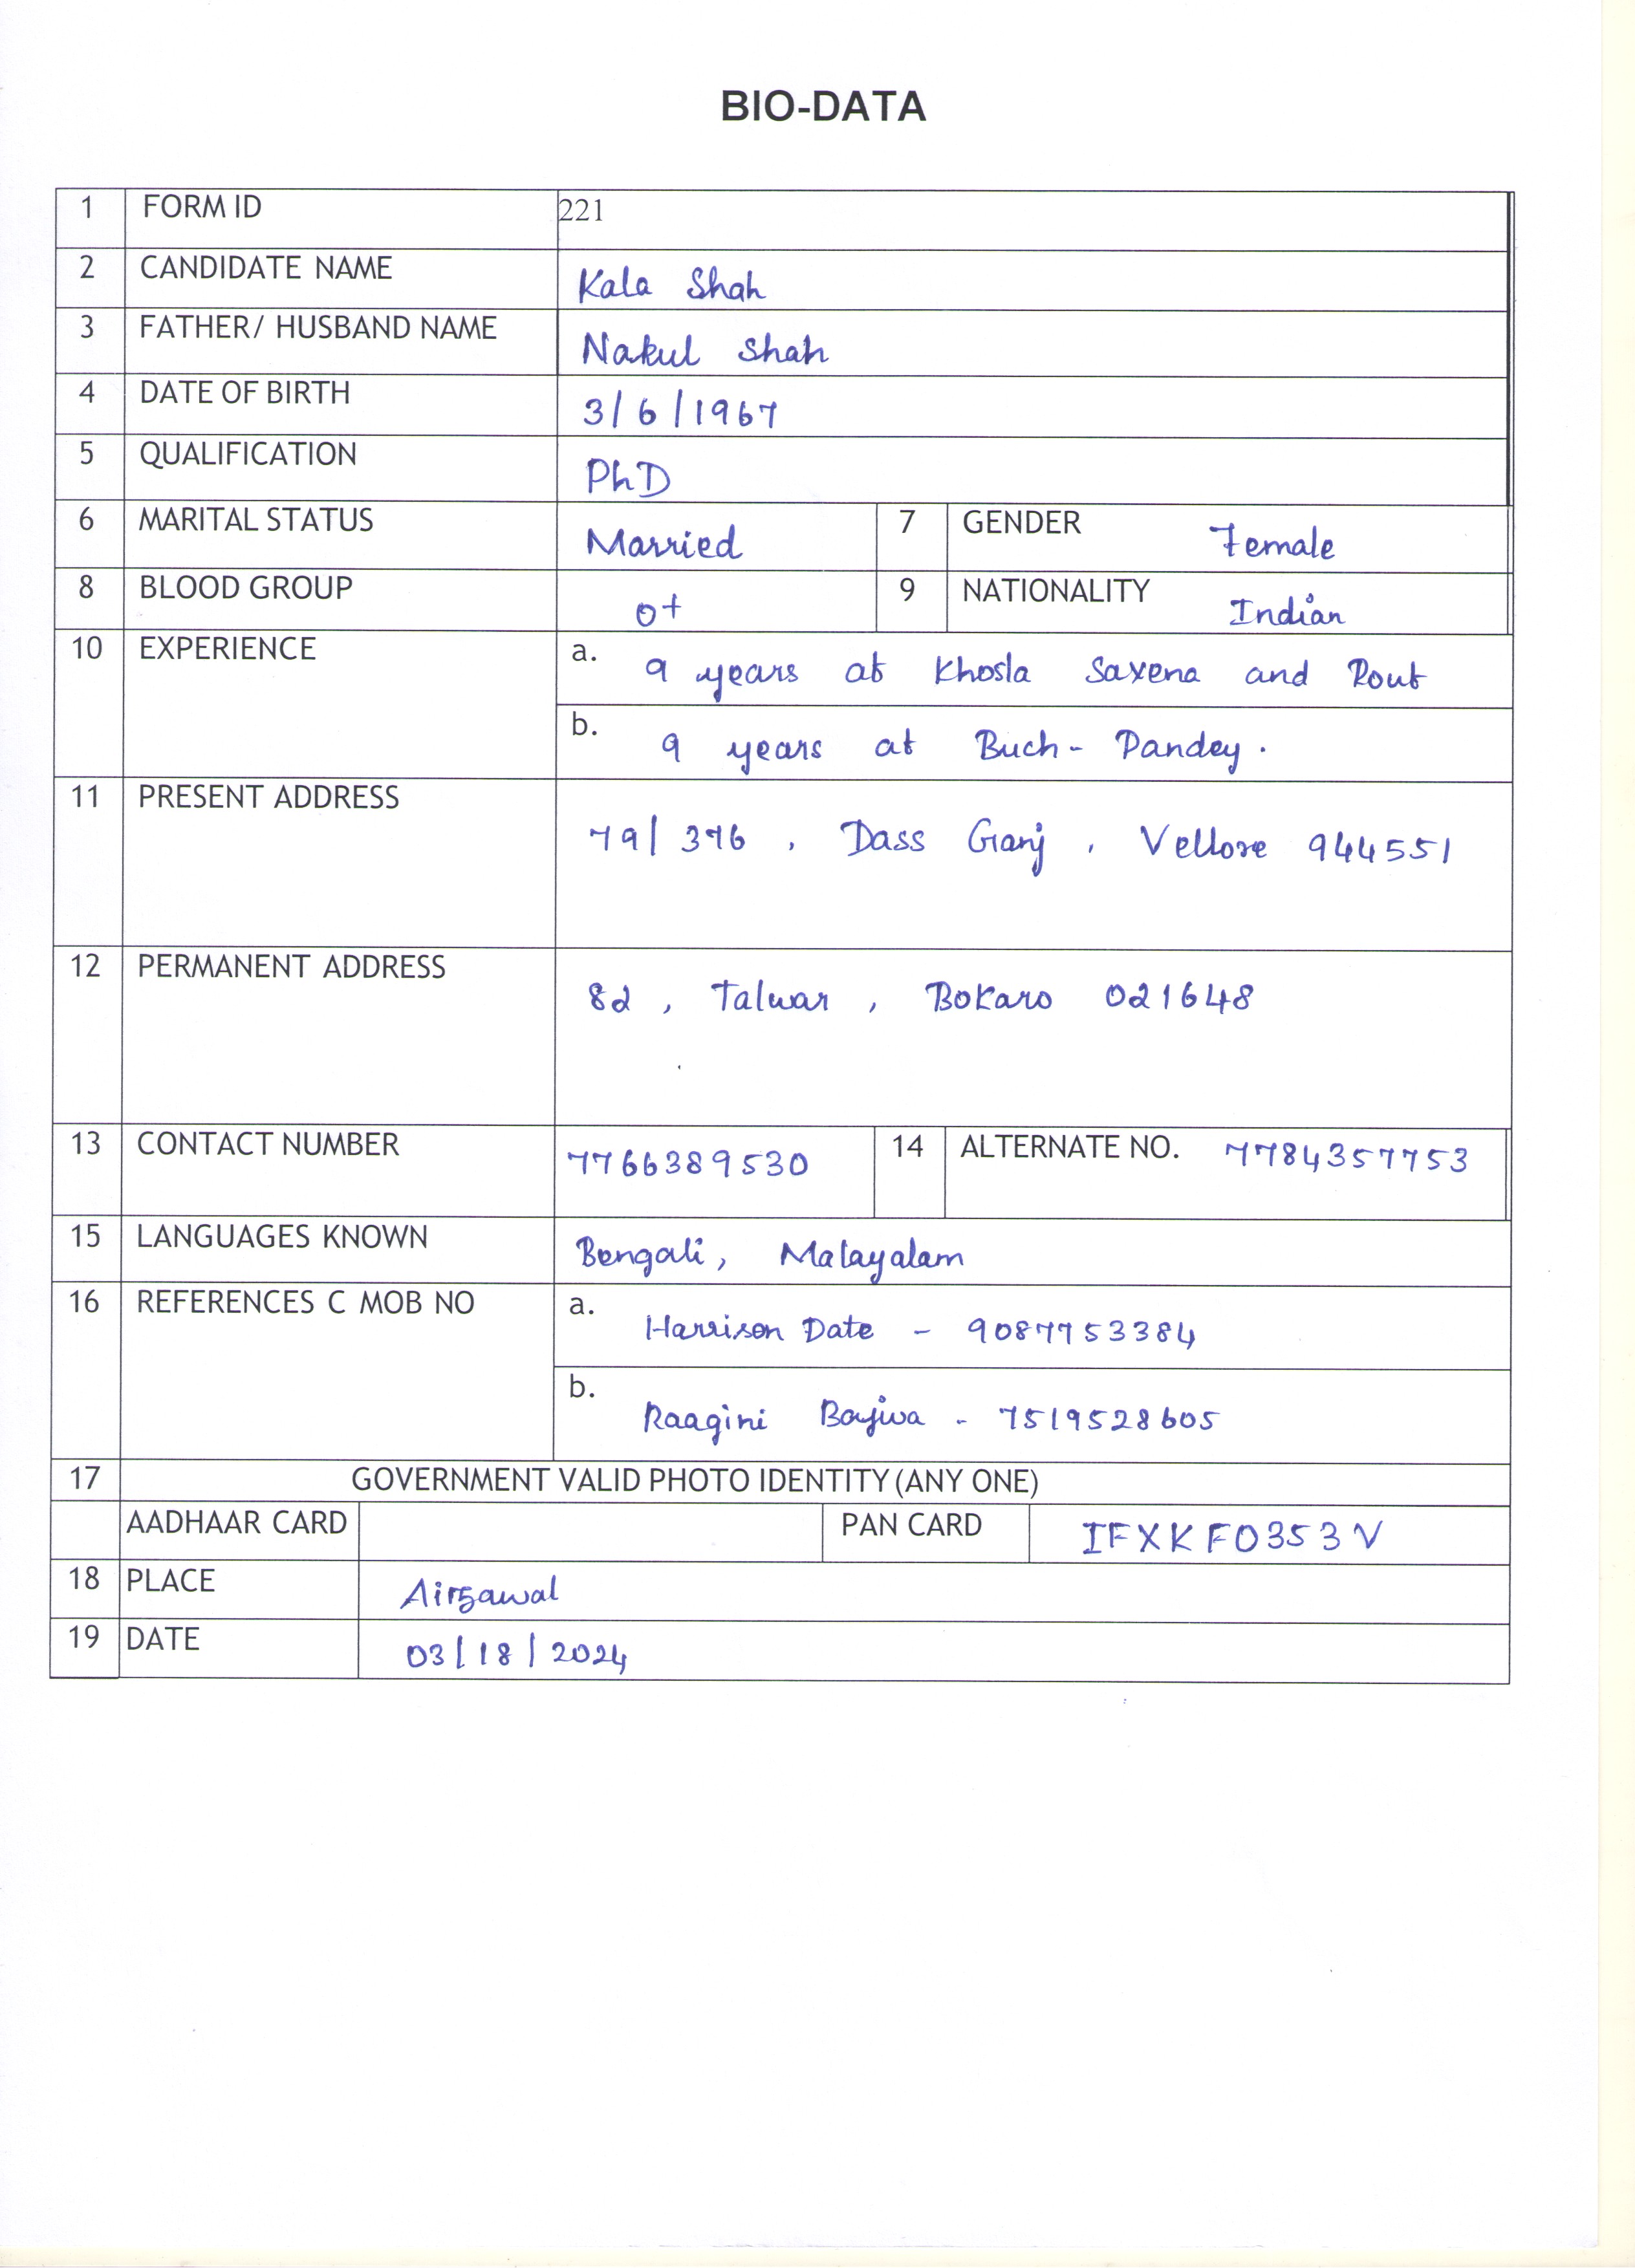 BIO-DATA
1 FORM ID 221
2 CANDIDATE NAME Kala Shah
3 FATHER/ HUSBAND NAME Nakul Shah
4 DATE OF BIRTH 3/6/1967
5 QUALIFICATION PhD
6 MARITAL STATUS Married 7 GENDER Female
8 BLOOD GROUP O+ 9 NATIONALITY Indian
10 EXPERIENCE a. 9 years at Khosla Saxena and Rout
b. 9 years at Buch-Pandey.
11 PRESENT ADDRESS 79/376, Dass Ganj, Vellore 944551
12 PERMANENT ADDRESS 82, Talwar, Bokaro 021648
13 CONTACT NUMBER 7766389530 14 ALTERNATE NO. 7784357753
15 LANGUAGES KNOWN Bengali, Malayalam
16 REFERENCES C MOB NO a. Harrison Date - 9087753384
b. Raagini Bajwa - 7519528605
17 GOVERNMENT VALID PHOTO IDENTITY (ANY ONE)
AADHAAR CARD PAN CARD IFXKF0353V
18 PLACE
19 DATE 03/18/2024